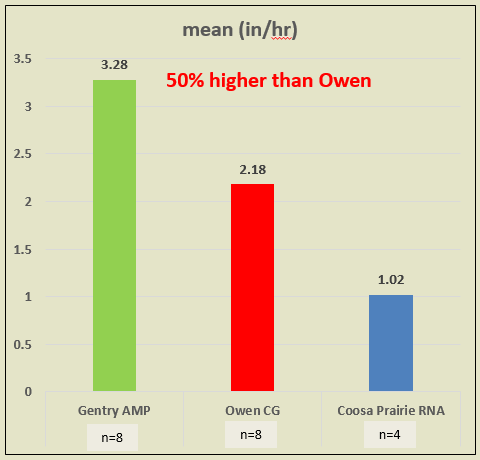 mean (in/hr)
3.5
3
2.5
2
1.5
1
0.5
0
3.28
50% higher than Owen
2.18
1.02
Gentry AMP
Owen CG
Coosa Prairie RNA
n=8
n=8
n=4